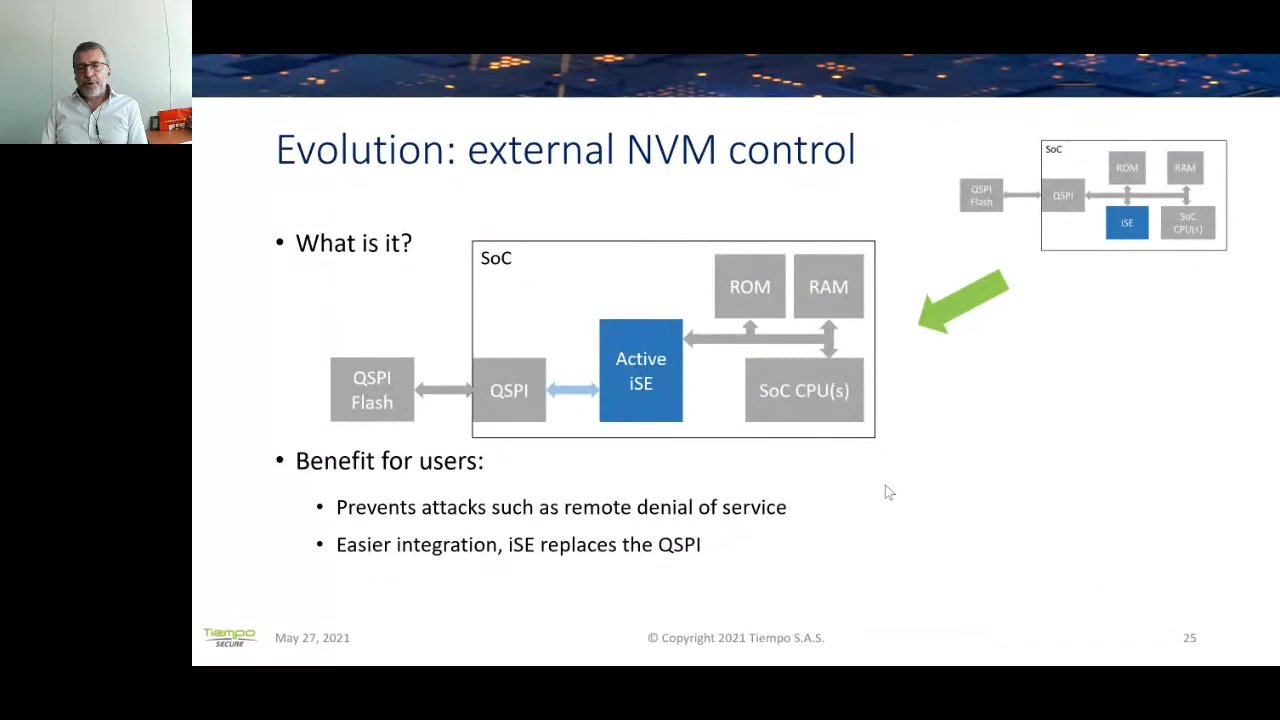 Evolution: external NVM control
SoC
ROM
RAM
QSPI
Flash
QSPI
iSE
SoC
CPU(s)
• What is it?
SoC
ROM
RAM
Active
iSE
QSPI
Flash
QSPI
SoC CPU(s)
• Benefit for users:
• Prevents attacks such as remote denial of service
• Easier integration, iSE replaces the QSPI
Tiempo
SECURE
May 27, 2021
© Copyright 2021 Tiempo S.A.S.
25